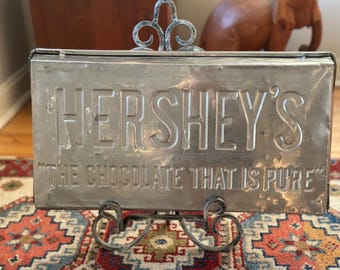 HERSHEY'S
"THE CHOCOLATE THAT IS PURE"